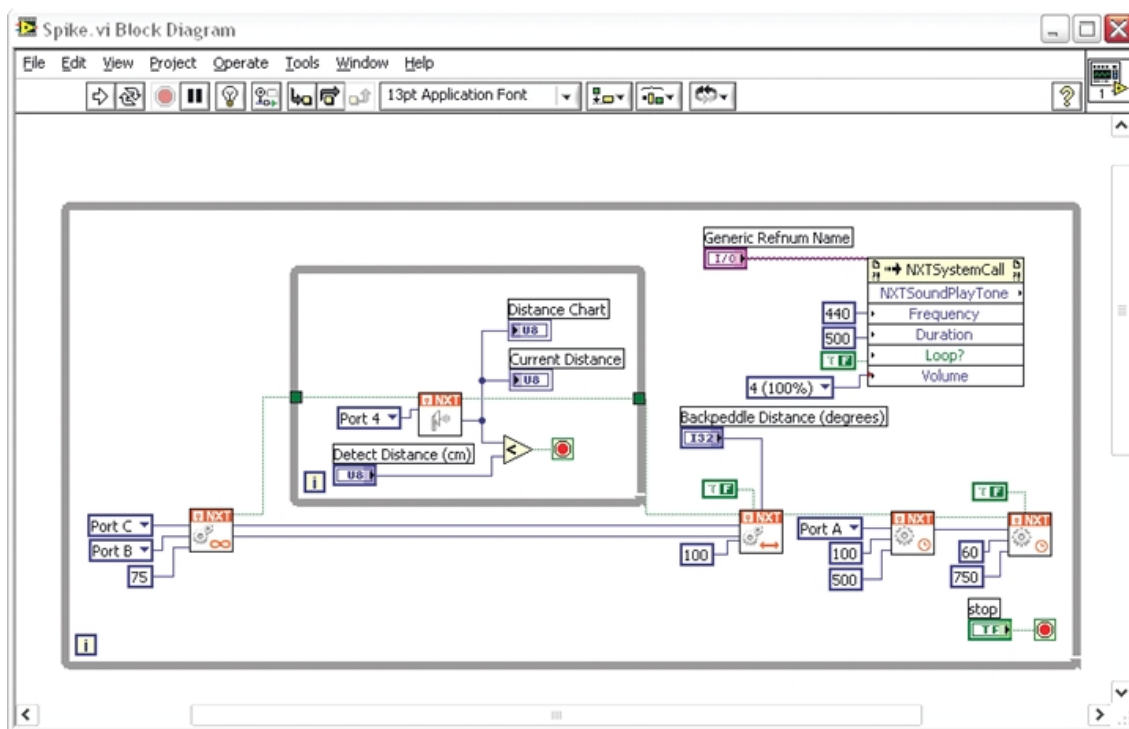 Spike.vi Block Diagram
File Edit View Project Operate Tools Window Help
13pt Application Font
1
Generic Refnum Name
I/O
NXTSystemCall
NXTSoundPlayTone
440
Frequency
500
Duration
T F
Loop?
4 (100%)
Volume
Distance Chart
U8
Current Distance
U8
NXT
Port 4
Detect Distance (cm)
U8
<
i
Backpeddle Distance (degrees)
I32
T F
T F
Port C
Port B
75
NXT
100
NXT
Port A
100
500
NXT
60
750
NXT
stop
TF
i